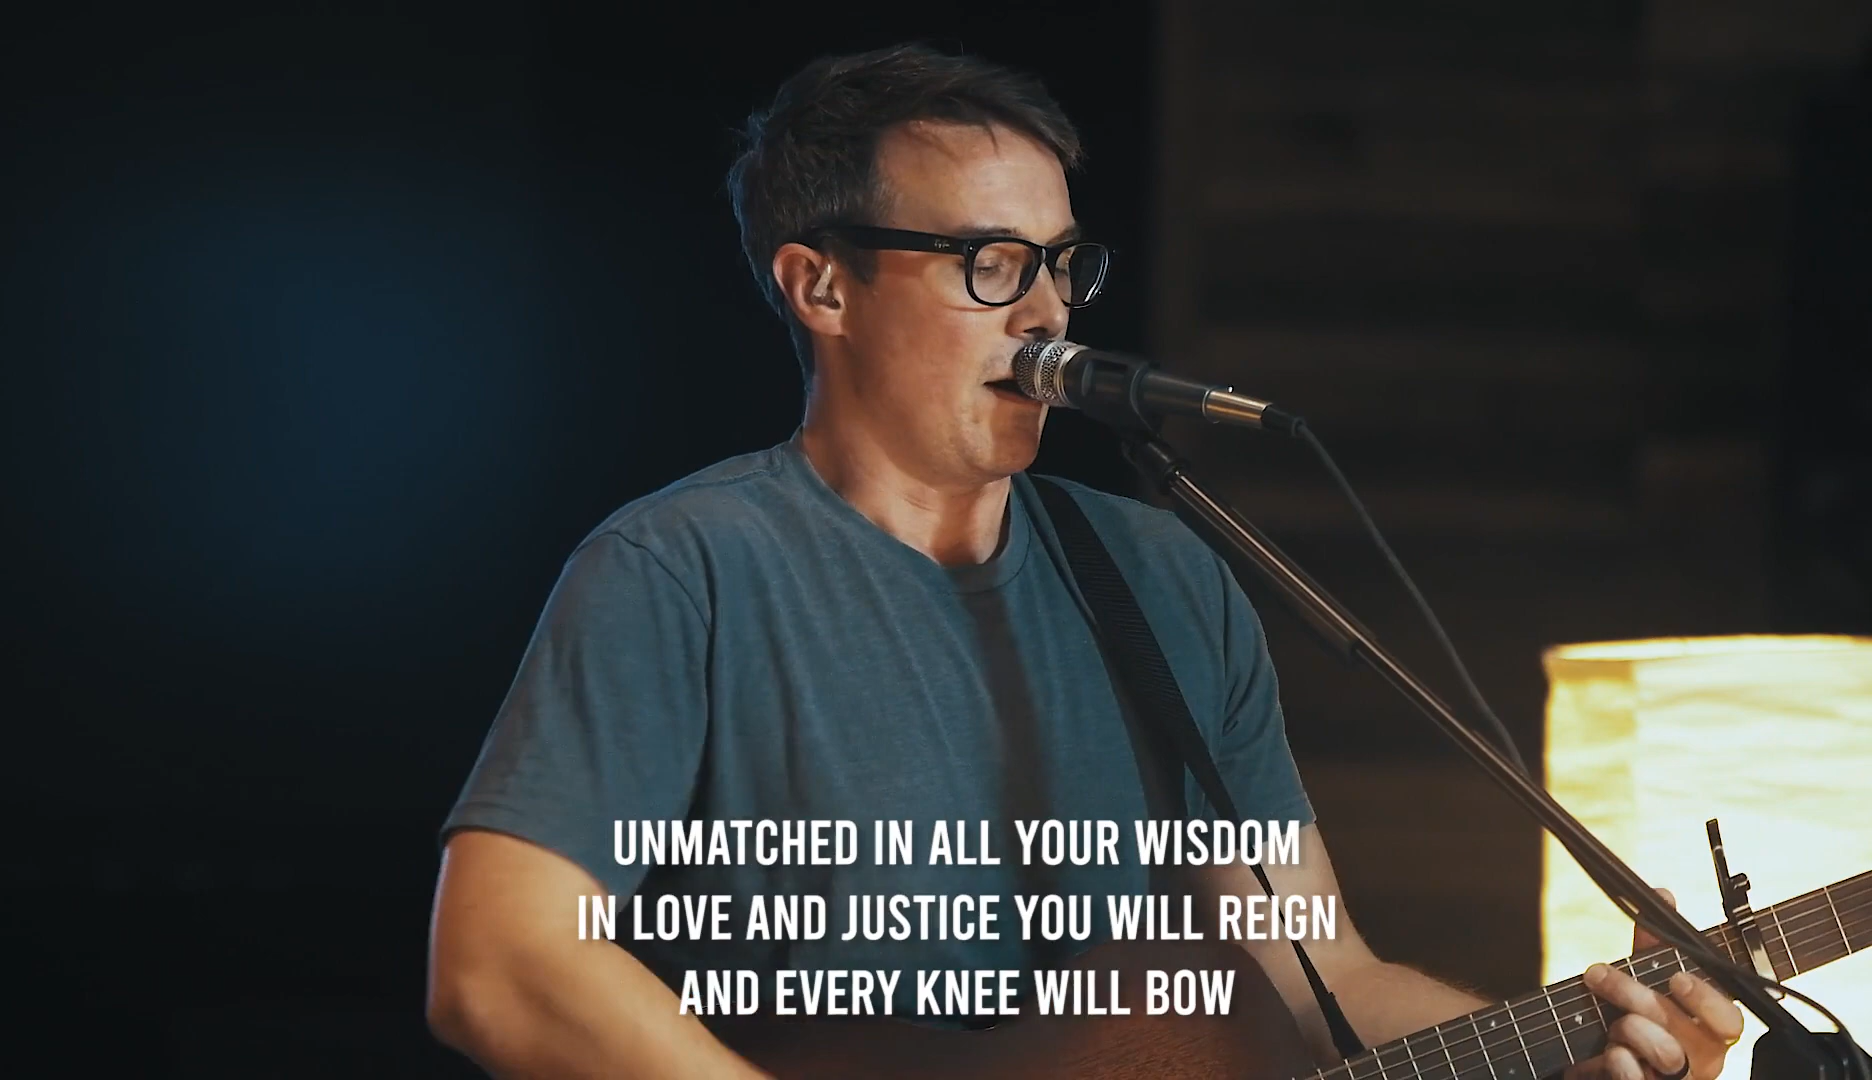 UNMATCHED IN ALL YOUR WISDOM
IN LOVE AND JUSTICE YOU WILL REIGN
AND EVERY KNEE WILL BOW